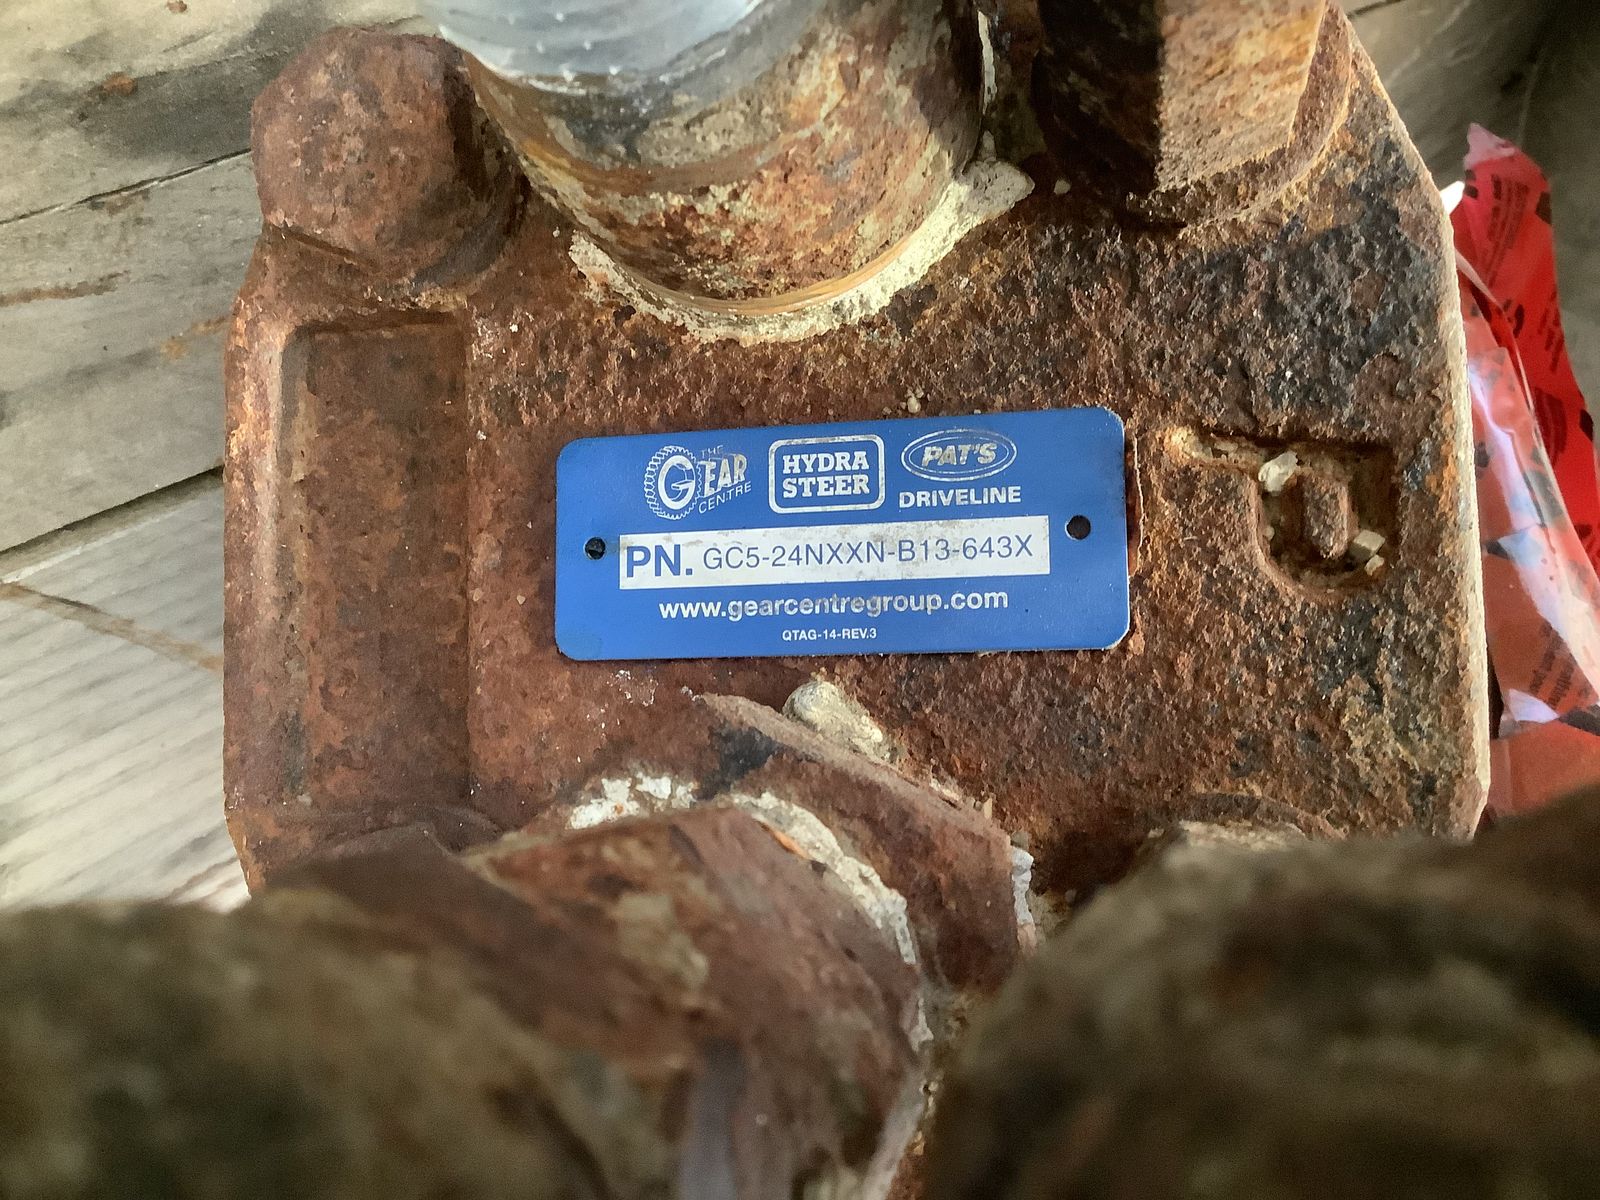 THE GEAR CENTRE
HYDRA STEER
PAT'S DRIVELINE
PN. GC5-24NXXN-B13-643X
www.gearcentregroup.com
QTAG-14-REV.3